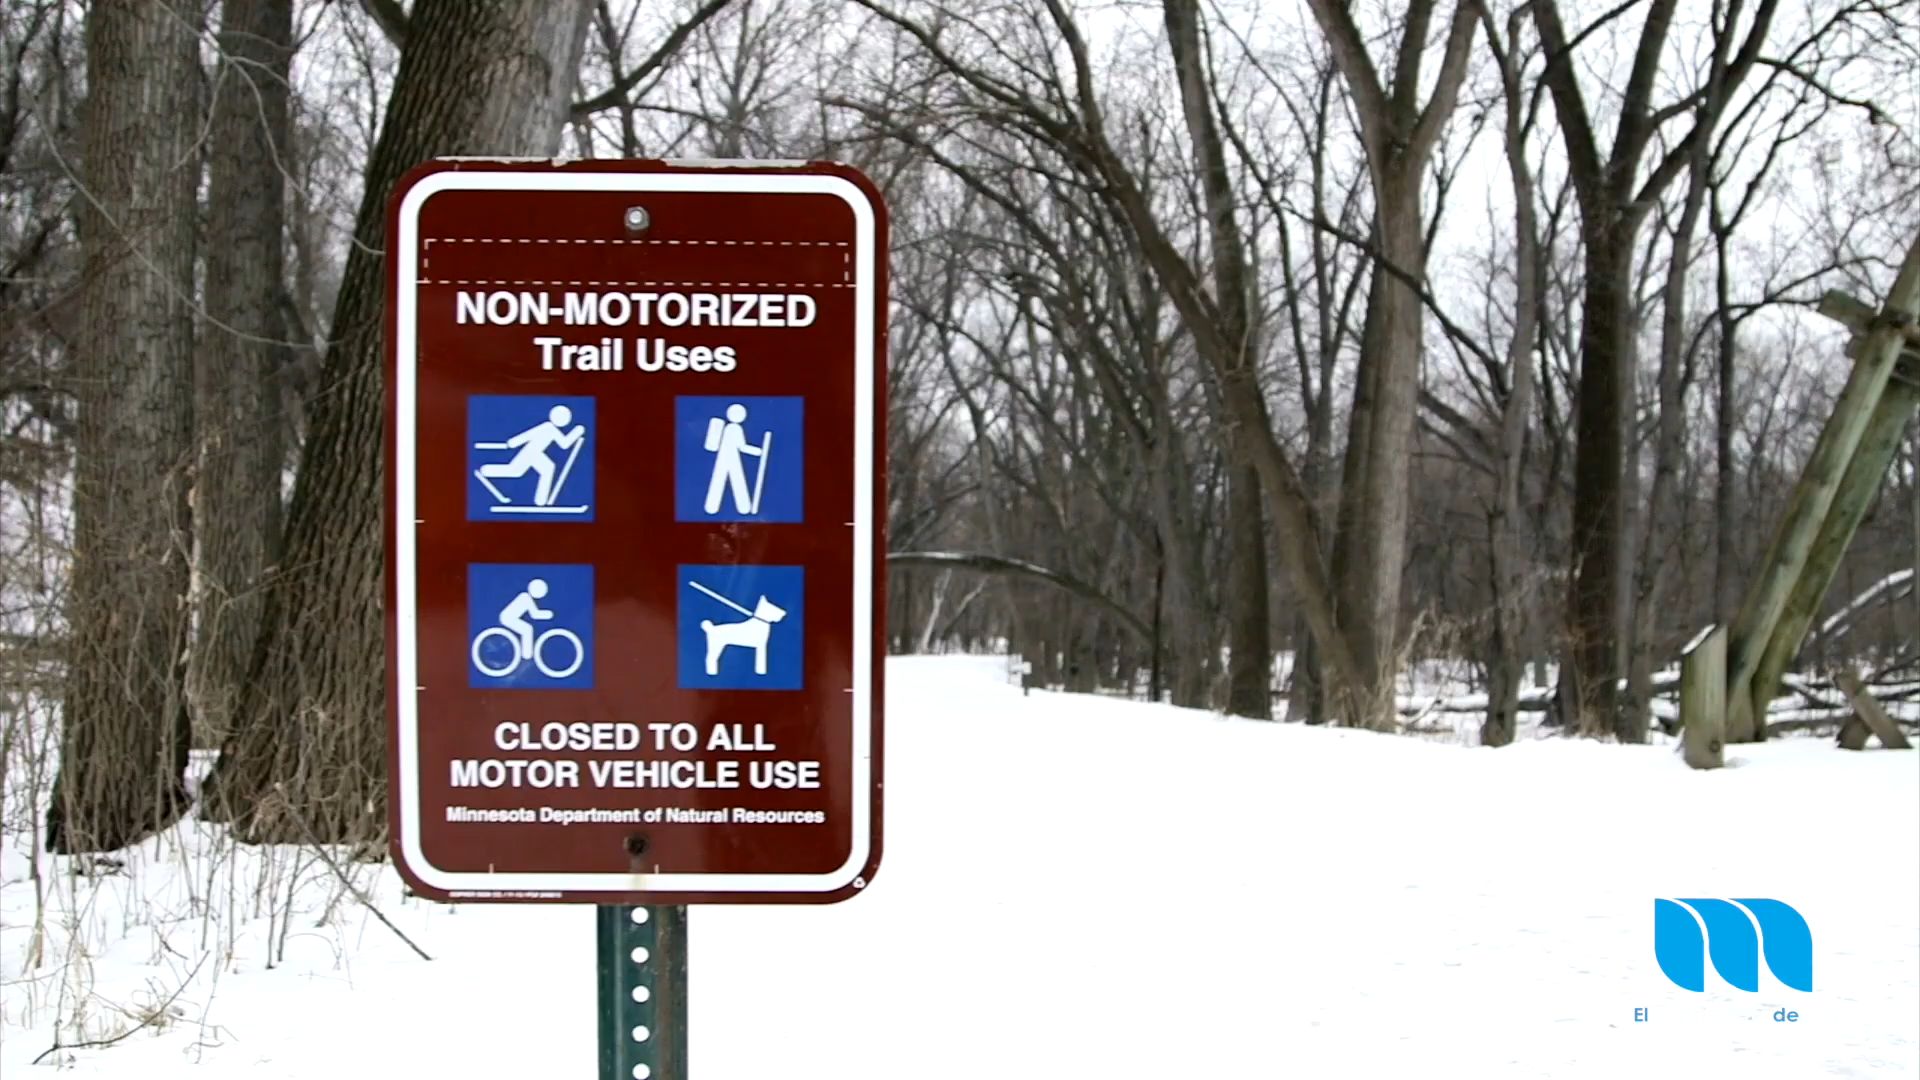 NON-MOTORIZED
Trail Uses
CLOSED TO ALL
MOTOR VEHICLE USE
Minnesota Department of Natural Resources
El de